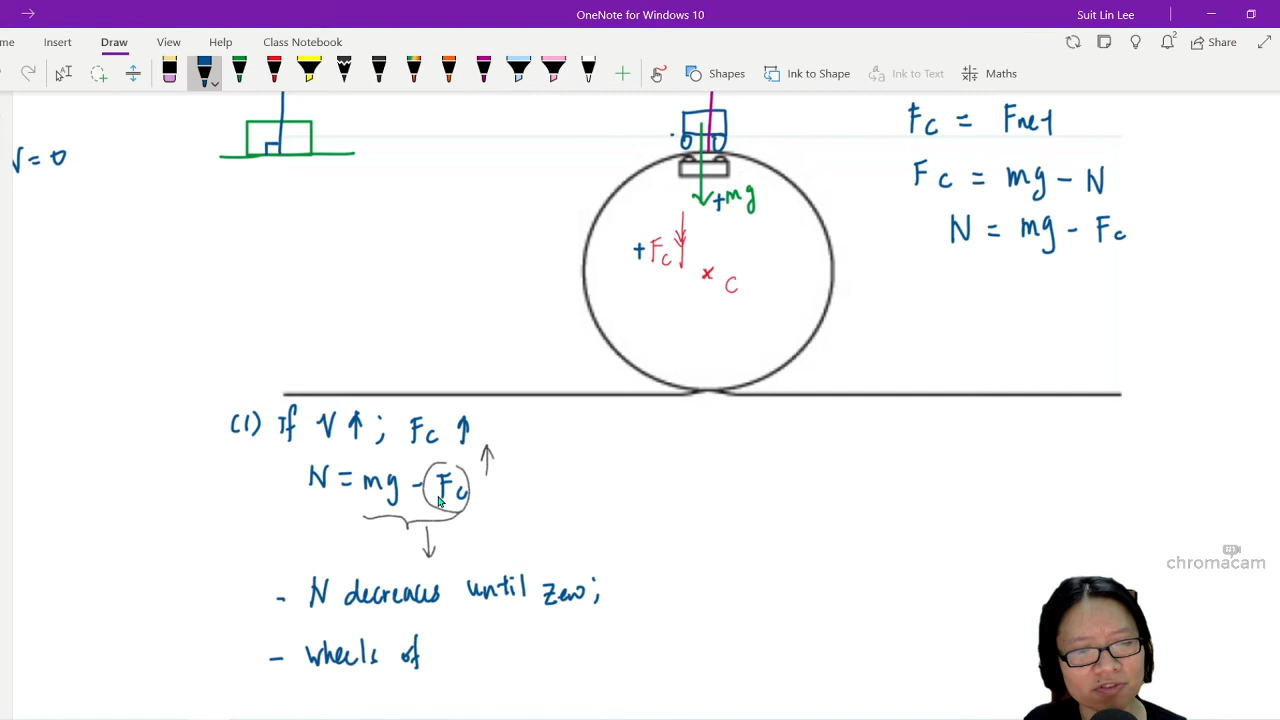 OneNote for Windows 10
Suit Lin Lee
me Insert Draw View Help Class Notebook
Share
Shapes Ink to Shape Ink to Text Maths
V = 0
+mg
+Fc
C
Fc = Fnet
Fc = mg - N
N = mg - Fc
(1) If V ↑ ; Fc ↑
N = mg - Fc ↑
↓
- N decreases until zero;
- Wheels of
chromacam